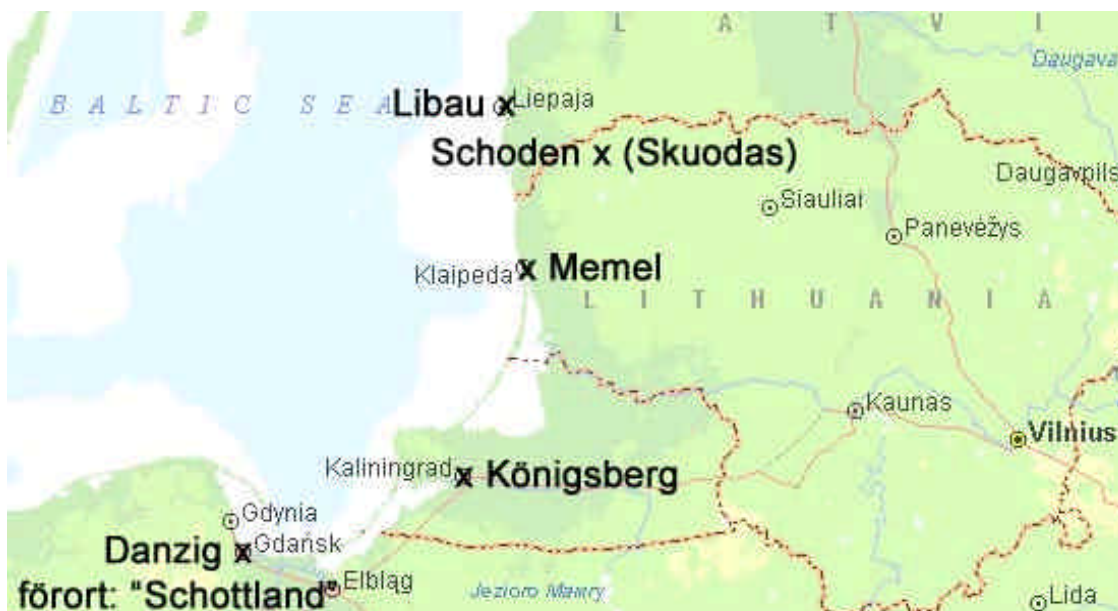 L A T V I
Daugava
B A L T I C S E A
Libau x Liepaja
Schoden x (Skuodas)
Daugavpils
Siauliai
Panevėžys
Klaipeda x Memel
L I T H U A N I A
Kaunas
Vilnius
Kaliningrad x Königsberg
Gdynia
Danzig x Gdańsk
förort: "Schottland"
Elbląg
Jezioro Mamry
Lida